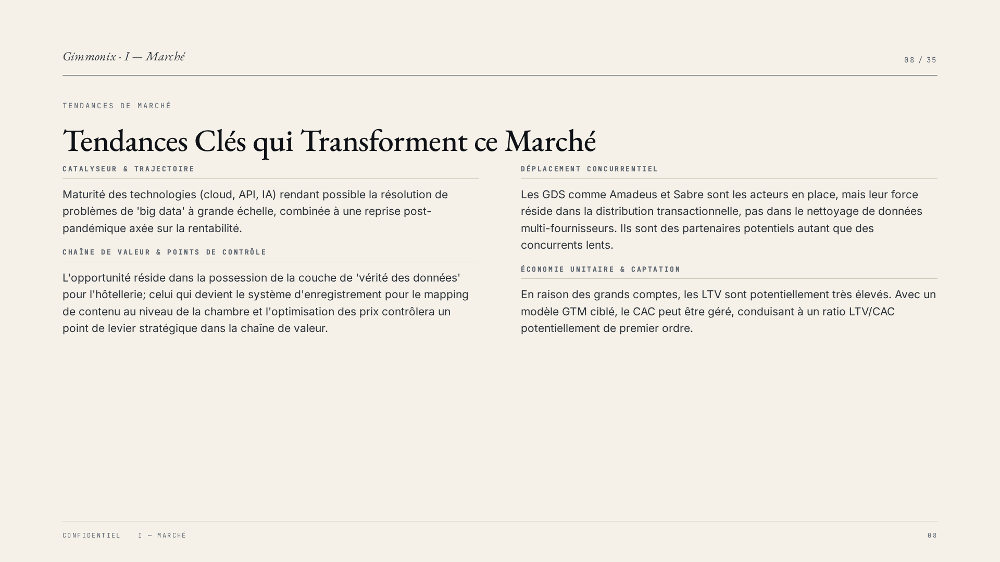 Gimmonix · I — Marché
08 / 35
TENDANCES DE MARCHÉ
Tendances Clés qui Transforment ce Marché
CATALYSEUR & TRAJECTOIRE
Maturité des technologies (cloud, API, IA) rendant possible la résolution de
problèmes de 'big data' à grande échelle, combinée à une reprise post-
pandémique axée sur la rentabilité.
CHAÎNE DE VALEUR & POINTS DE CONTRÔLE
L'opportunité réside dans la possession de la couche de 'vérité des données'
pour l'hôtellerie; celui qui devient le système d'enregistrement pour le mapping
de contenu au niveau de la chambre et l'optimisation des prix contrôlera un
point de levier stratégique dans la chaîne de valeur.
DÉPLACEMENT CONCURRENTIEL
Les GDS comme Amadeus et Sabre sont les acteurs en place, mais leur force
réside dans la distribution transactionnelle, pas dans le nettoyage de données
multi-fournisseurs. Ils sont des partenaires potentiels autant que des
concurrents lents.
ÉCONOMIE UNITAIRE & CAPTATION
En raison des grands comptes, les LTV sont potentiellement très élevés. Avec un
modèle GTM ciblé, le CAC peut être géré, conduisant à un ratio LTV/CAC
potentiellement de premier ordre.
CONFIDENTIEL I — MARCHÉ
08